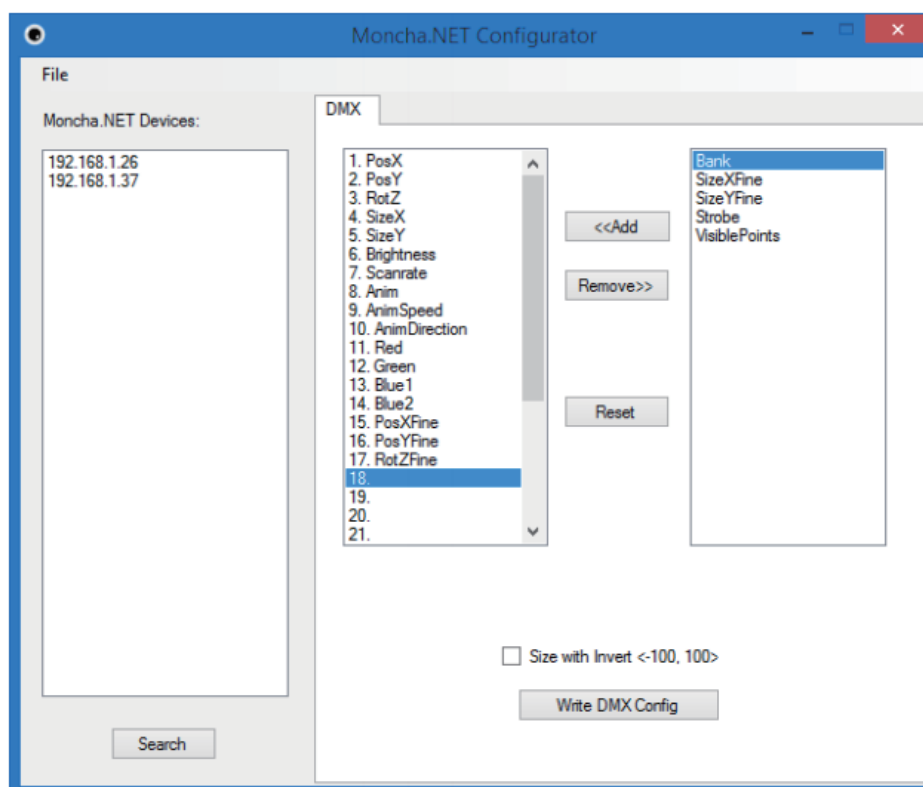 Moncha.NET Configurator
File
Moncha.NET Devices:
192.168.1.26
192.168.1.37
Search
DMX
1. PosX
2. PosY
3. RotZ
4. SizeX
5. SizeY
6. Brightness
7. Scanrate
8. Anim
9. AnimSpeed
10. AnimDirection
11. Red
12. Green
13. Blue1
14. Blue2
15. PosXFine
16. PosYFine
17. RotZFine
18.
19.
20.
21.
<<Add
Remove>>
Reset
Bank
SizeXFine
SizeYFine
Strobe
VisiblePoints
Size with Invert <-100, 100>
Write DMX Config